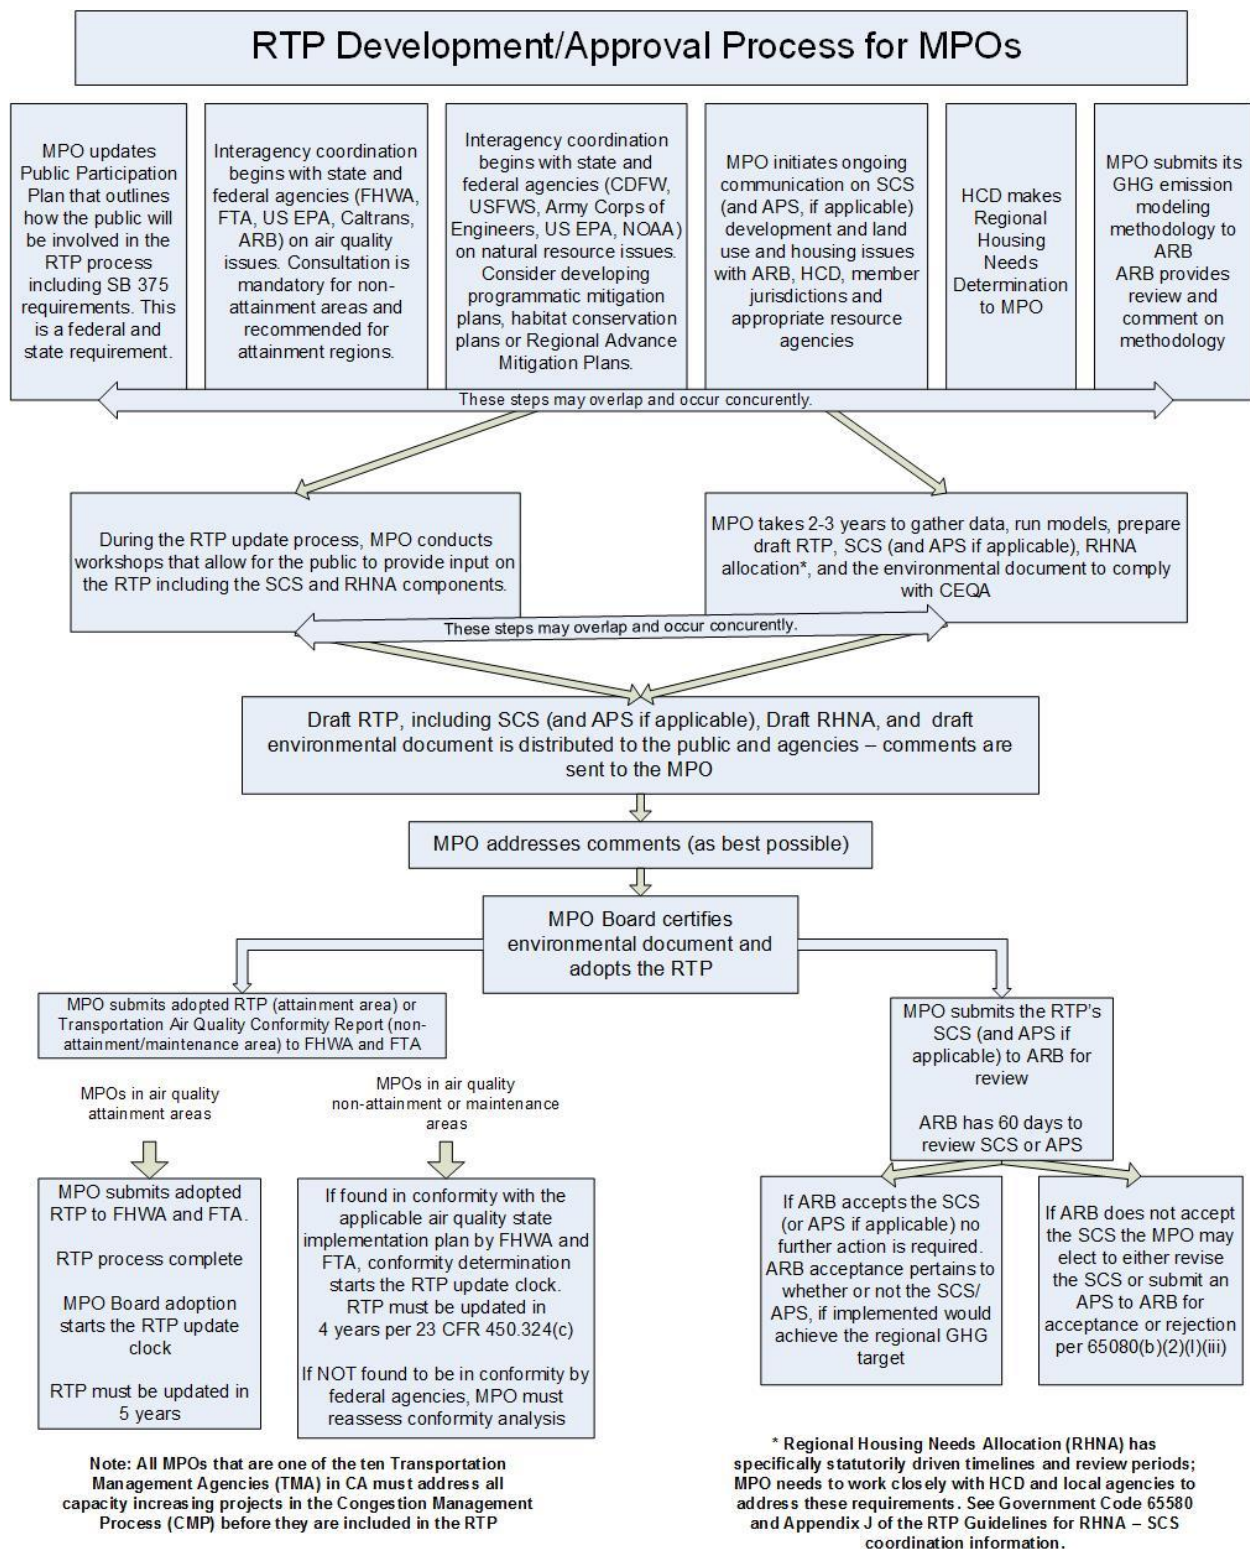 RTP Development/Approval Process for MPOs
MPO updates
Public Participation
Plan that outlines
how the public will
be involved in the
RTP process
including SB 375
requirements. This
is a federal and
state requirement.
Interagency coordination
begins with state and
federal agencies (FHWA,
FTA, US EPA, Caltrans,
ARB) on air quality
issues. Consultation is
mandatory for non-
attainment areas and
recommended for
attainment regions.
Interagency coordination
begins with state and
federal agencies (CDFW,
USFWS, Army Corps of
Engineers, US EPA, NOAA)
on natural resource issues.
Consider developing
programmatic mitigation
plans, habitat conservation
plans or Regional Advance
Mitigation Plans.
MPO initiates ongoing
communication on SCS
(and APS, if applicable)
development and land
use and housing issues
with ARB, HCD, member
jurisdictions and
appropriate resource
agencies
HCD makes
Regional
Housing
Needs
Determination
to MPO
MPO submits its
GHG emission
modeling
methodology to
ARB
ARB provides
review and
comment on
methodology
These steps may overlap and occur concurently.
During the RTP update process, MPO conducts
workshops that allow for the public to provide input on
the RTP including the SCS and RHNA components.
MPO takes 2-3 years to gather data, run models, prepare
draft RTP, SCS (and APS if applicable), RHNA
allocation*, and the environmental document to comply
with CEQA
These steps may overlap and occur concurently.
Draft RTP, including SCS (and APS if applicable), Draft RHNA, and draft
environmental document is distributed to the public and agencies – comments are
sent to the MPO
MPO addresses comments (as best possible)
MPO Board certifies
environmental document and
adopts the RTP
MPO submits adopted RTP (attainment area) or
Transportation Air Quality Conformity Report (non-
attainment/maintenance area) to FHWA and FTA
MPOs in air quality
attainment areas
MPOs in air quality
non-attainment or maintenance
areas
MPO submits adopted
RTP to FHWA and FTA.
RTP process complete
MPO Board adoption
starts the RTP update
clock
RTP must be updated in
5 years
If found in conformity with the
applicable air quality state
implementation plan by FHWA and
FTA, conformity determination
starts the RTP update clock.
RTP must be updated in
4 years per 23 CFR 450.324(c)
If NOT found to be in conformity by
federal agencies, MPO must
reassess conformity analysis
MPO submits the RTP's
SCS (and APS if
applicable) to ARB for
review
ARB has 60 days to
review SCS or APS
If ARB accepts the SCS
(or APS if applicable) no
further action is required.
ARB acceptance pertains to
whether or not the SCS/
APS, if implemented would
achieve the regional GHG
target
If ARB does not accept
the SCS the MPO may
elect to either revise
the SCS or submit an
APS to ARB for
acceptance or rejection
per 65080(b)(2)(I)(iii)
Note: All MPOs that are one of the ten Transportation
Management Agencies (TMA) in CA must address all
capacity increasing projects in the Congestion Management
Process (CMP) before they are included in the RTP
* Regional Housing Needs Allocation (RHNA) has
specifically statutorily driven timelines and review periods;
MPO needs to work closely with HCD and local agencies to
address these requirements. See Government Code 65580
and Appendix J of the RTP Guidelines for RHNA – SCS
coordination information.